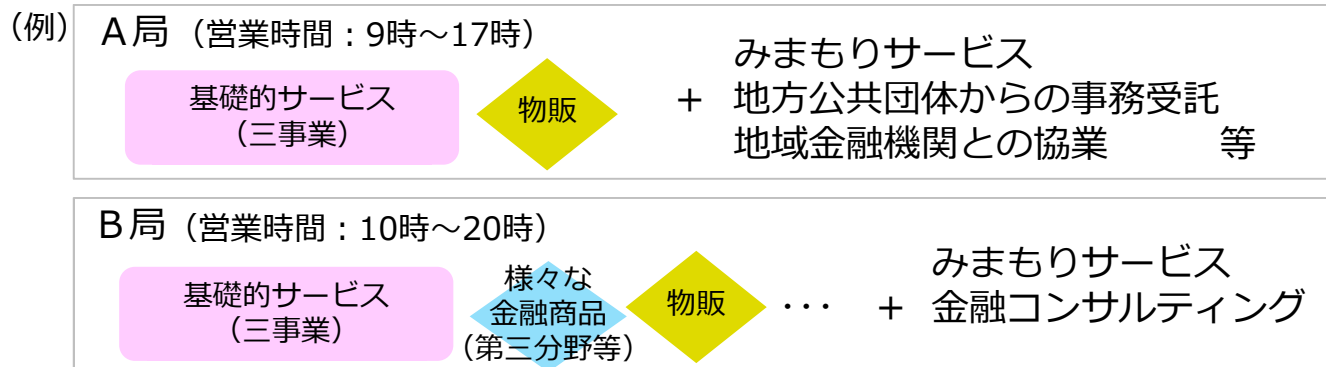 （例）
Ａ局（営業時間：9時～17時）
基礎的サービス
（三事業）
物販
＋
みまもりサービス
地方公共団体からの事務受託
地域金融機関との協業　　　等
Ｂ局（営業時間：10時～20時）
基礎的サービス
（三事業）
様々な
金融商品
（第三分野等）
物販
・・・
＋
みまもりサービス
金融コンサルティング